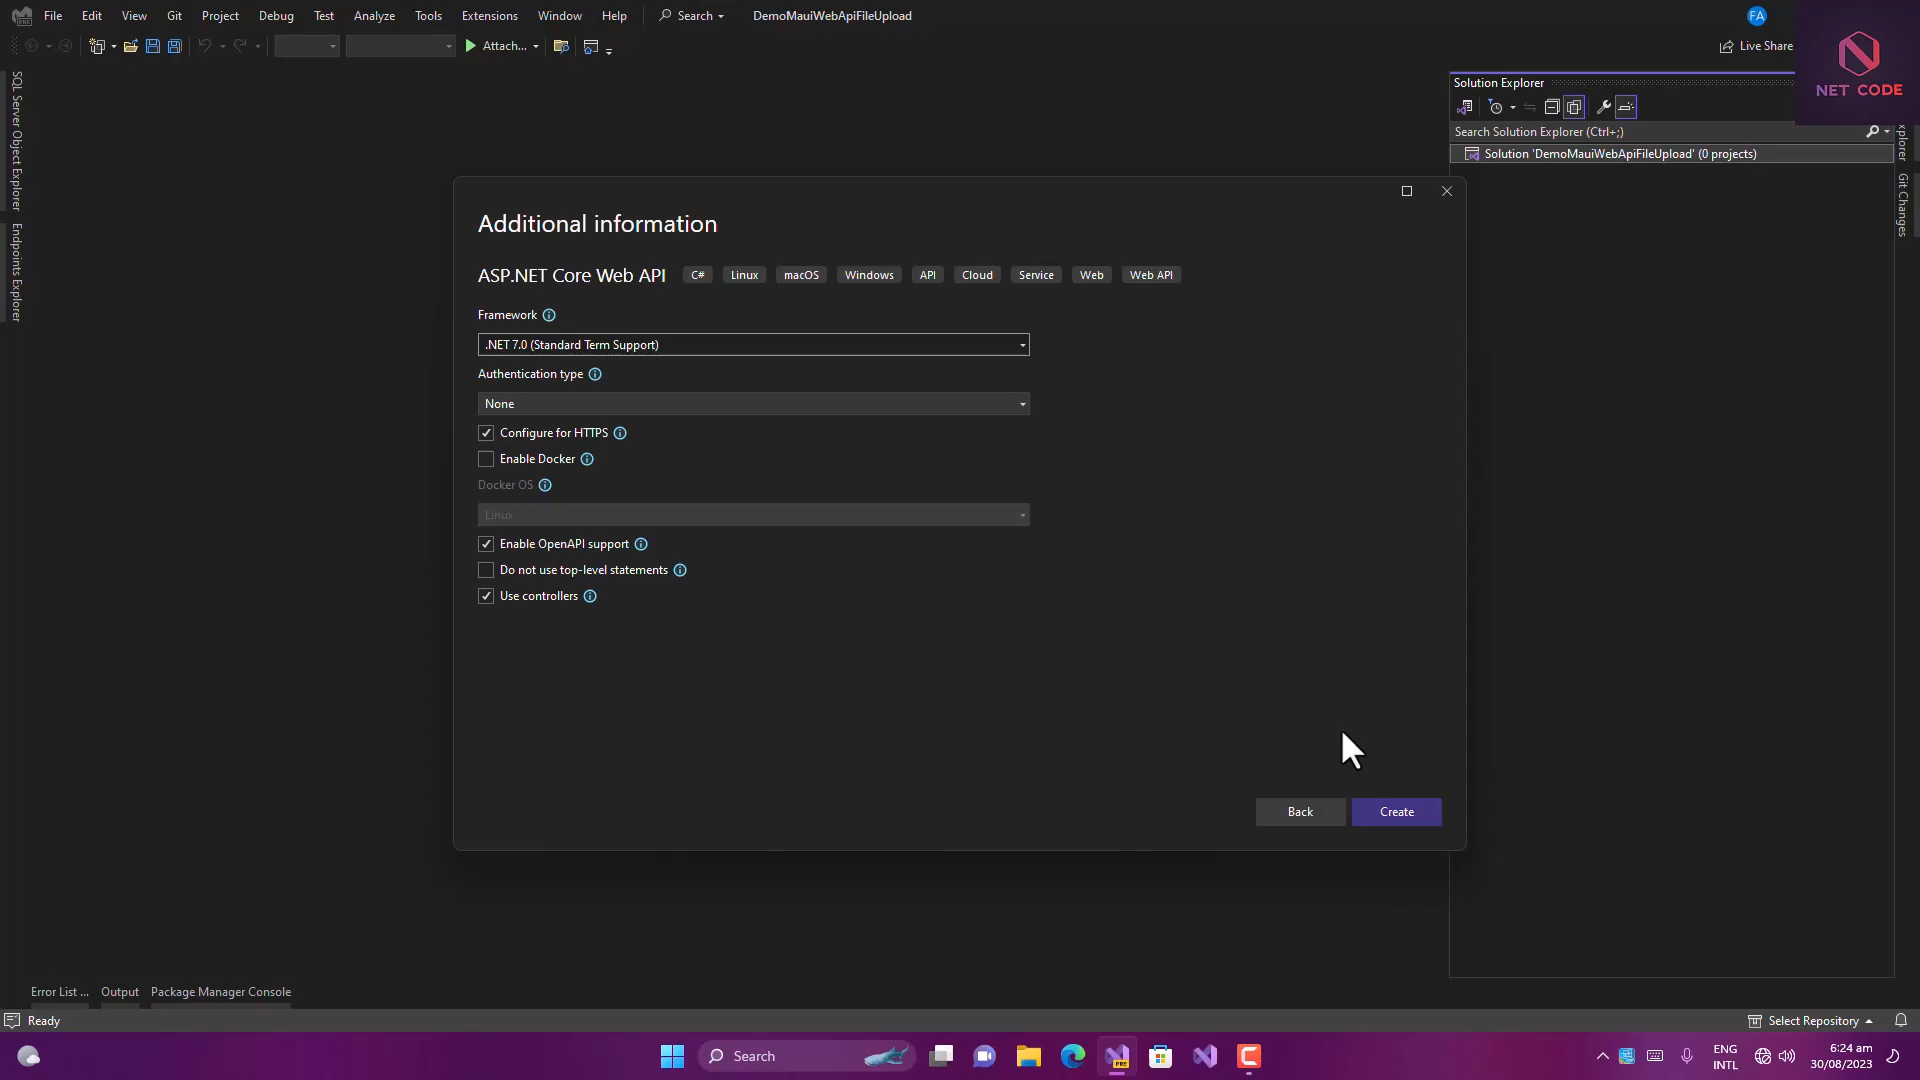 File Edit View Git Project Debug Test Analyze Tools Extensions Window Help Search DemoMauiWebApiFileUpload FA
Attach... Live Share
NET CODE
SQL Server Object Explorer
Endpoints Explorer
Solution Explorer
Search Solution Explorer (Ctrl+;)
Solution 'DemoMauiWebApiFileUpload' (0 projects)
Git Changes
Additional information
ASP.NET Core Web API C# Linux macOS Windows API Cloud Service Web Web API
Framework
.NET 7.0 (Standard Term Support)
Authentication type
None
Configure for HTTPS
Enable Docker
Docker OS
Linux
Enable OpenAPI support
Do not use top-level statements
Use controllers
Back Create
Error List ... Output Package Manager Console
Ready Select Repository
Search PRE ENG 6:24 am
INTL 30/08/2023